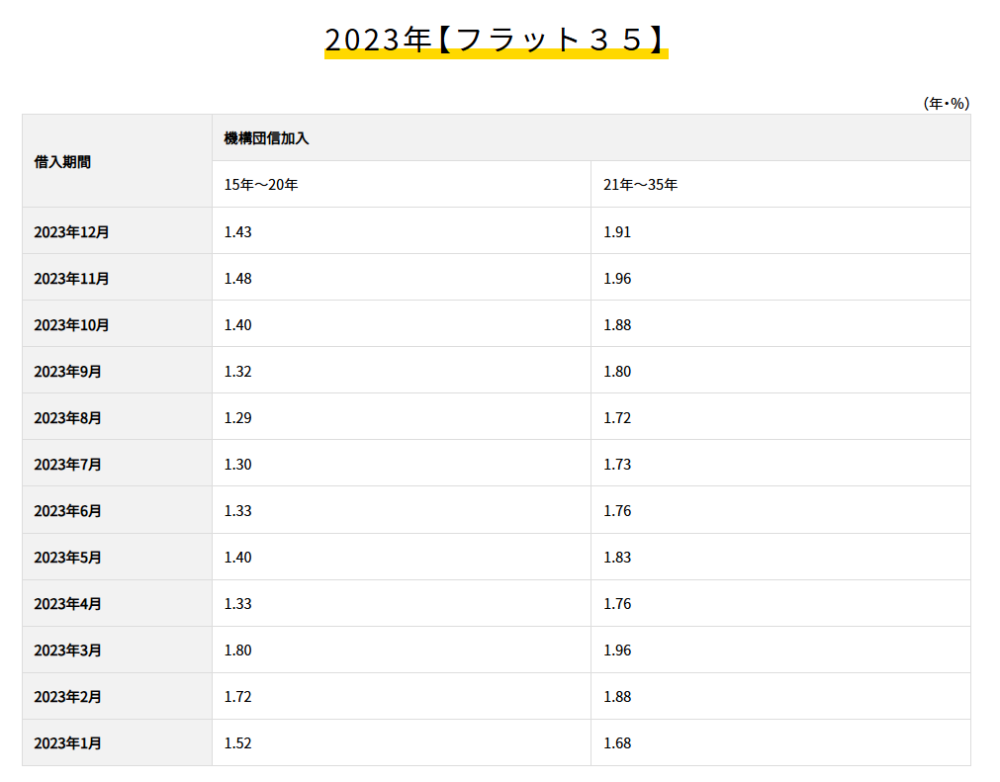 2023年【フラット３５】
（年・％）
借入期間
機構団信加入
15年～20年 21年～35年
2023年12月 1.43 1.91
2023年11月 1.48 1.96
2023年10月 1.40 1.88
2023年9月 1.32 1.80
2023年8月 1.29 1.72
2023年7月 1.30 1.73
2023年6月 1.33 1.76
2023年5月 1.40 1.83
2023年4月 1.33 1.76
2023年3月 1.80 1.96
2023年2月 1.72 1.88
2023年1月 1.52 1.68